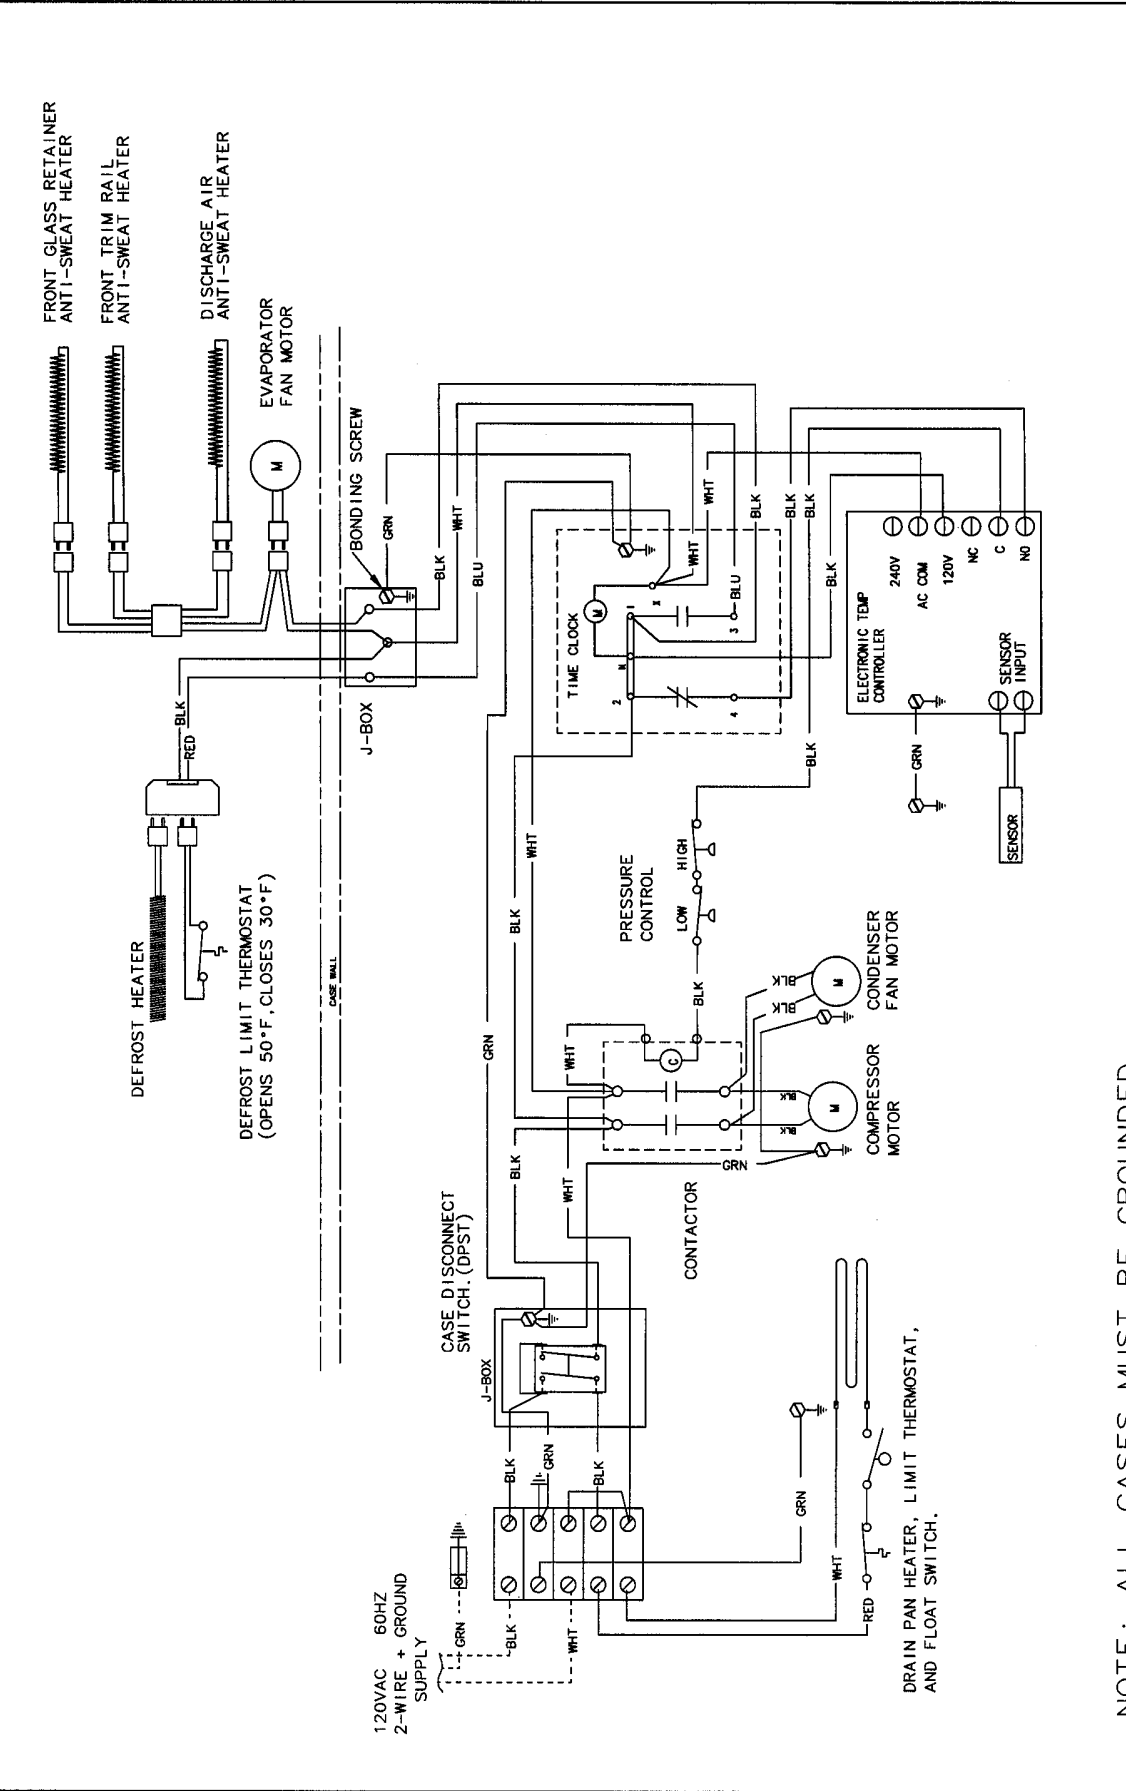 FRONT GLASS RETAINER
ANTI-SWEAT HEATER
FRONT TRIM RAIL
ANTI-SWEAT HEATER
DISCHARGE AIR
ANTI-SWEAT HEATER
EVAPORATOR
FAN MOTOR
M
BLK
RED
DEFROST HEATER
DEFROST LIMIT THERMOSTAT
(OPENS 50°F,CLOSES 30°F)
CASE WALL
BONDING SCREW
J-BOX
GRN
BLK
WHT
BLU
TIME CLOCK
M
X
WHT
1
N
2
3
4
BLU
WHT
BLK
BLK
BLK
BLK
BLK
ELECTRONIC TEMP
CONTROLLER
240V
AC COM
120V
NC
C
NO
SENSOR
INPUT
GRN
SENSOR
GRN
BLK
WHT
PRESSURE
CONTROL
HIGH
LOW
BLK
WHT
C
BLK
BLK
M
CONDENSER
FAN MOTOR
BLK
BLK
M
COMPRESSOR
MOTOR
GRN
CONTACTOR
BLK
WHT
CASE DISCONNECT
SWITCH.(DPST)
J-BOX
BLK
GRN
BLK
120VAC 60HZ
2-WIRE + GROUND
SUPPLY
GRN
BLK
WHT
GRN
WHT
RED
DRAIN PAN HEATER, LIMIT THERMOSTAT,
AND FLOAT SWITCH.
NOTE: ALL CASES MUST BE GROUNDED